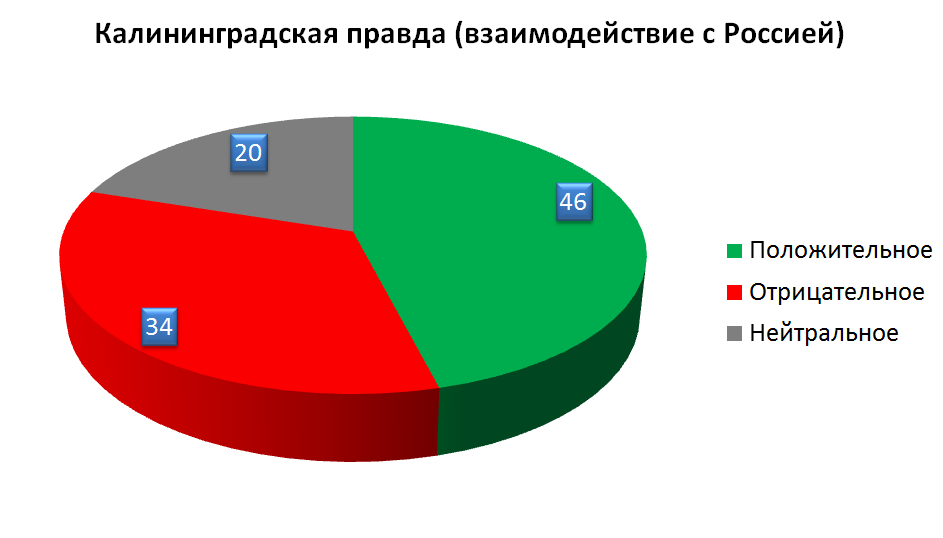 Калининградская правда (взаимодействие с Россией)
20
46
34
Положительное
Отрицательное
Нейтральное